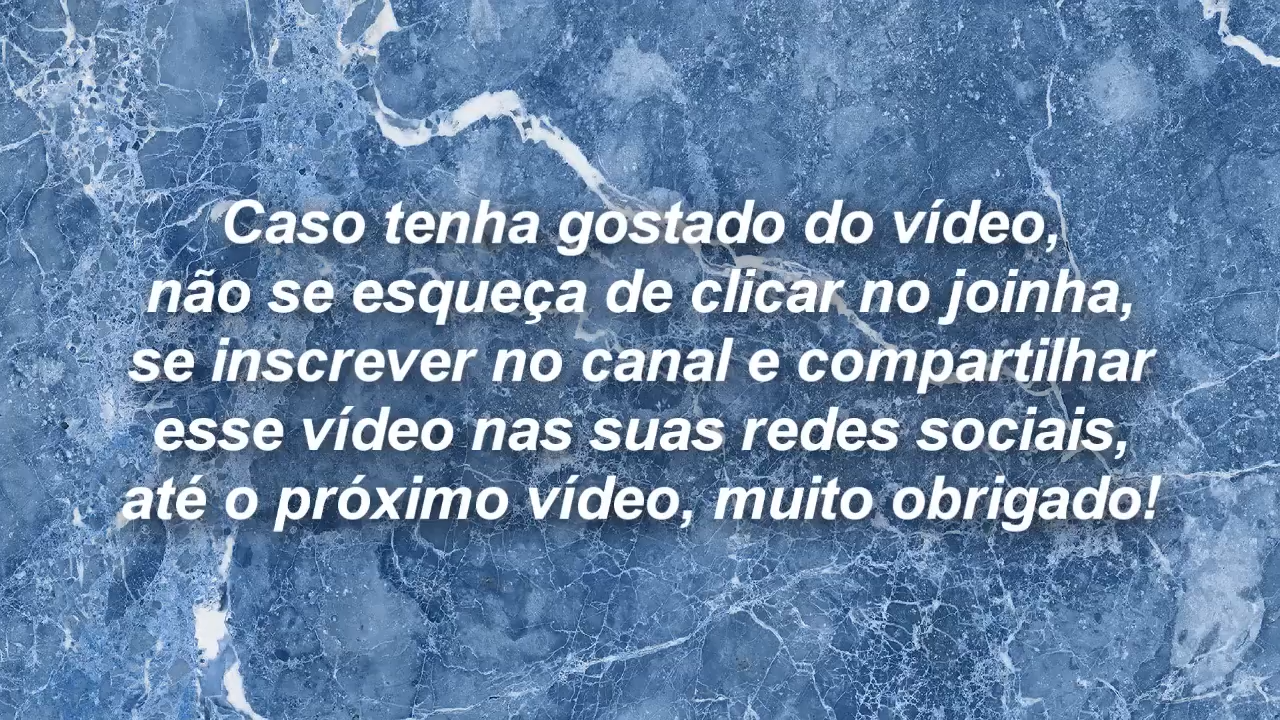 Caso tenha gostado do vídeo,
não se esqueça de clicar no joinha,
se inscrever no canal e compartilhar
esse vídeo nas suas redes sociais,
até o próximo vídeo, muito obrigado!